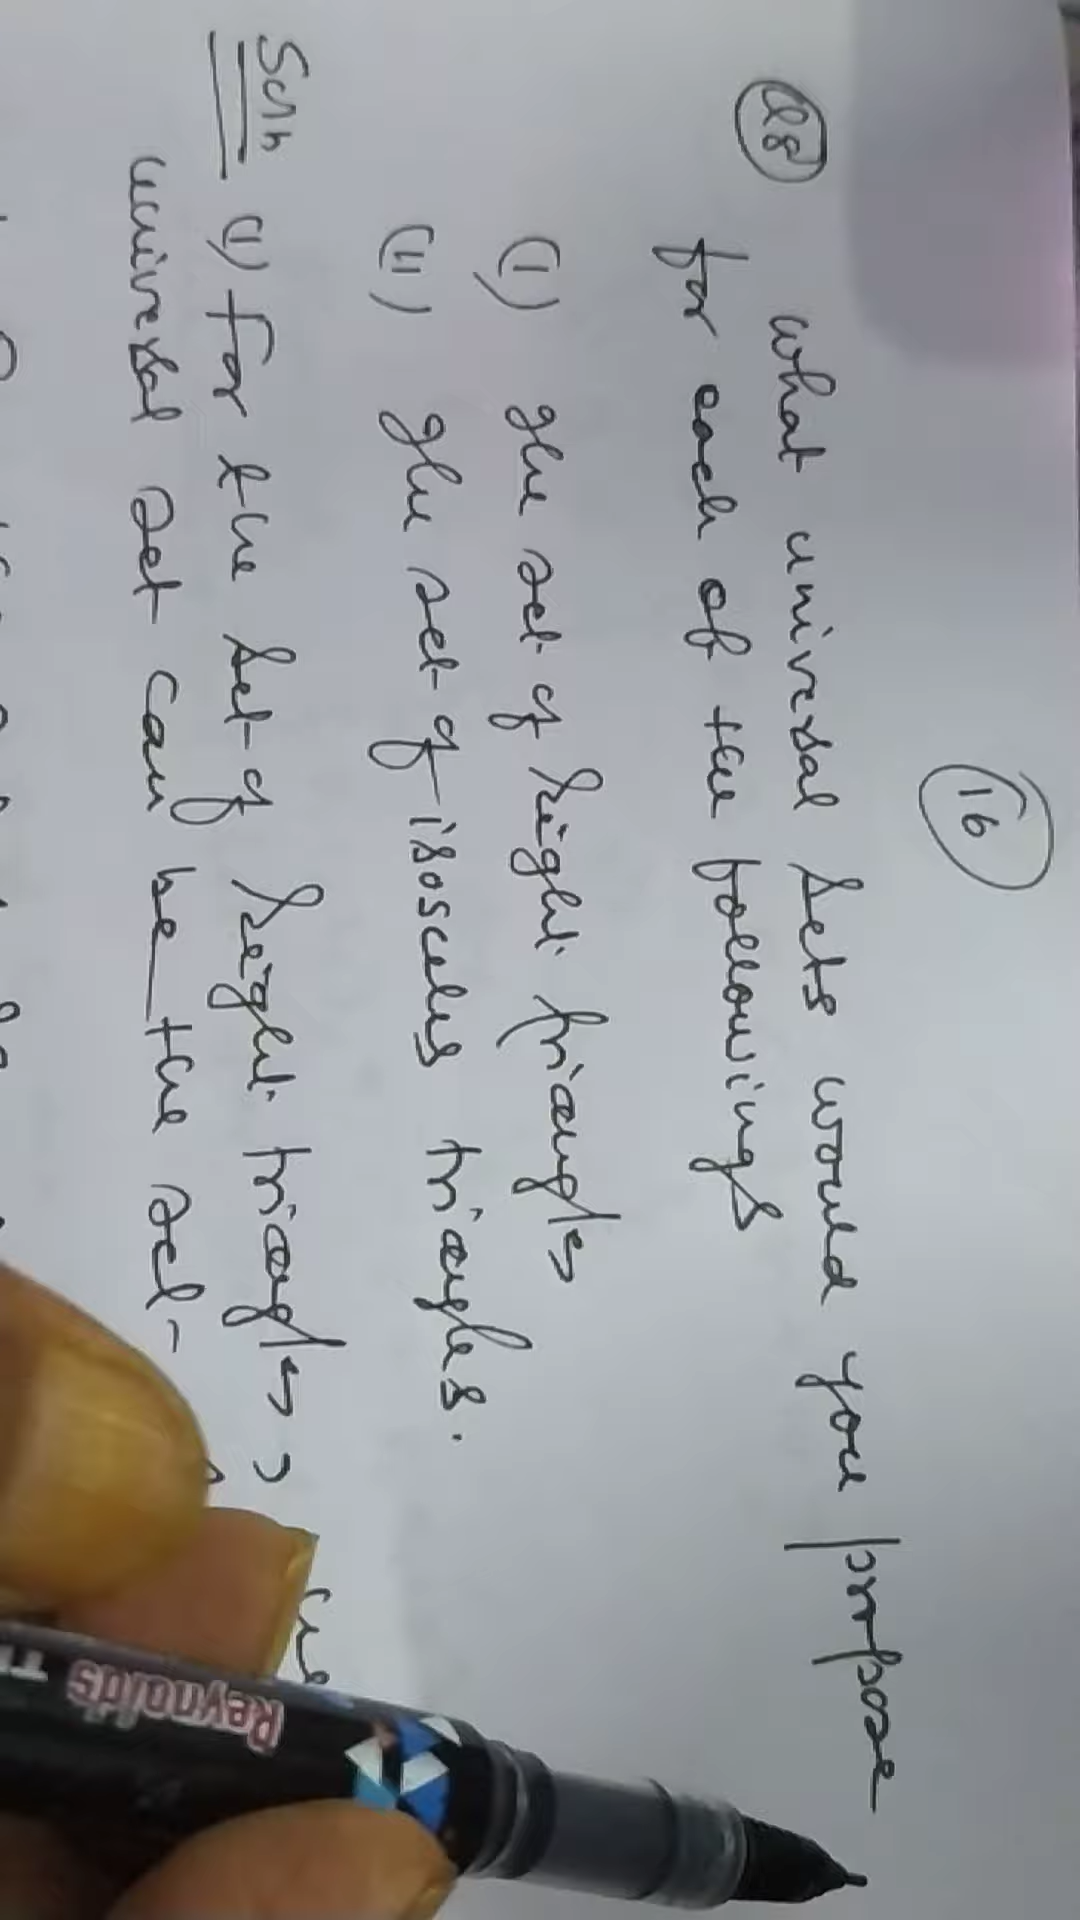 16
Q8 what universal sets would you propose
for each of the followings
(I) The set of Right triangles
(II) The set of isosceles triangles.
Soln (I) For the set of Right triangles, the
universal set can be the set
Reynolds